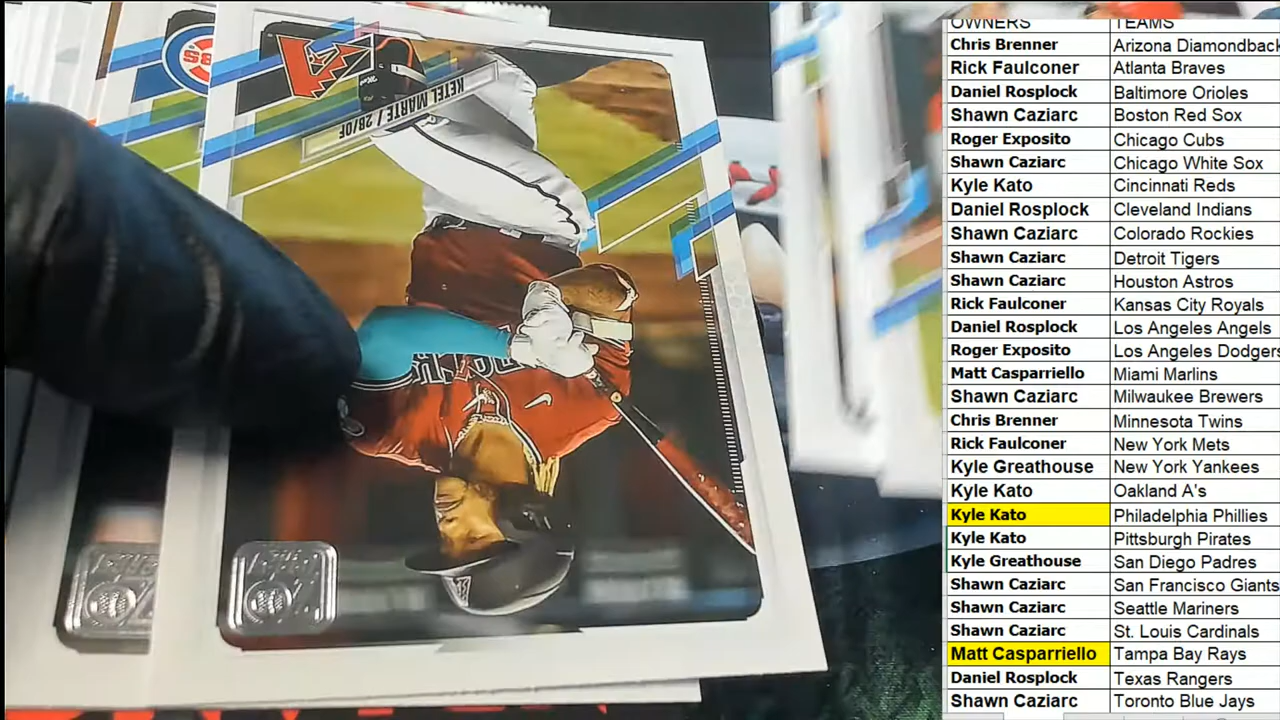 KETEL MARTE / 2B/OF
OWNERS TEAMS
Chris Brenner Arizona Diamondback
Rick Faulconer Atlanta Braves
Daniel Rosplock Baltimore Orioles
Shawn Caziarc Boston Red Sox
Roger Exposito Chicago Cubs
Shawn Caziarc Chicago White Sox
Kyle Kato Cincinnati Reds
Daniel Rosplock Cleveland Indians
Shawn Caziarc Colorado Rockies
Shawn Caziarc Detroit Tigers
Shawn Caziarc Houston Astros
Rick Faulconer Kansas City Royals
Daniel Rosplock Los Angeles Angels
Roger Exposito Los Angeles Dodgers
Matt Casparriello Miami Marlins
Shawn Caziarc Milwaukee Brewers
Chris Brenner Minnesota Twins
Rick Faulconer New York Mets
Kyle Greathouse New York Yankees
Kyle Kato Oakland A's
Kyle Kato Philadelphia Phillies
Kyle Kato Pittsburgh Pirates
Kyle Greathouse San Diego Padres
Shawn Caziarc San Francisco Giants
Shawn Caziarc Seattle Mariners
Shawn Caziarc St. Louis Cardinals
Matt Casparriello Tampa Bay Rays
Daniel Rosplock Texas Rangers
Shawn Caziarc Toronto Blue Jays